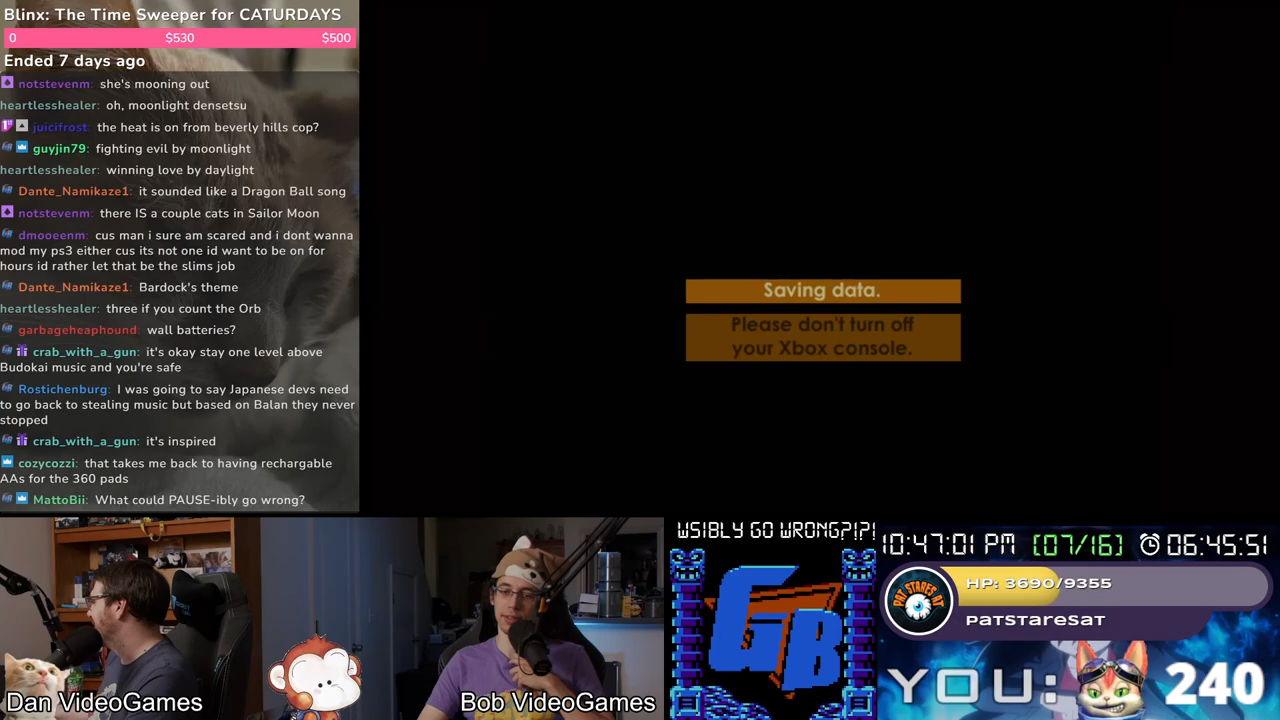 Blinx: The Time Sweeper for CATURDAYS
0 $530 $500
Ended 7 days ago
notstevenm: she's mooning out
heartlesshealer: oh, moonlight densetsu
juicifrost: the heat is on from beverly hills cop?
guyjin79: fighting evil by moonlight
heartlesshealer: winning love by daylight
Dante_Namikaze1: it sounded like a Dragon Ball song
notstevenm: there IS a couple cats in Sailor Moon
dmooeenm: cus man i sure am scared and i dont wanna
mod my ps3 either cus its not one id want to be on for
hours id rather let that be the slims job
Dante_Namikaze1: Bardock's theme
heartlesshealer: three if you count the Orb
garbageheaphound: wall batteries?
crab_with_a_gun: it's okay stay one level above
Budokai music and you're safe
Rostichenburg: I was going to say Japanese devs need
to go back to stealing music but based on Balan they never
stopped
crab_with_a_gun: it's inspired
cozycozzi: that takes me back to having rechargable
AAs for the 360 pads
MattoBii: What could PAUSE-ibly go wrong?
Saving data.
Please don't turn off
your Xbox console.
Dan VideoGames
Bob VideoGames
WSIBLY GO WRONG?!?!
GB
10:47:01 PM [07/16] 06:45:51
PAT STARES AT
HP: 3690/9355
PatStaresAt
YOU: 240